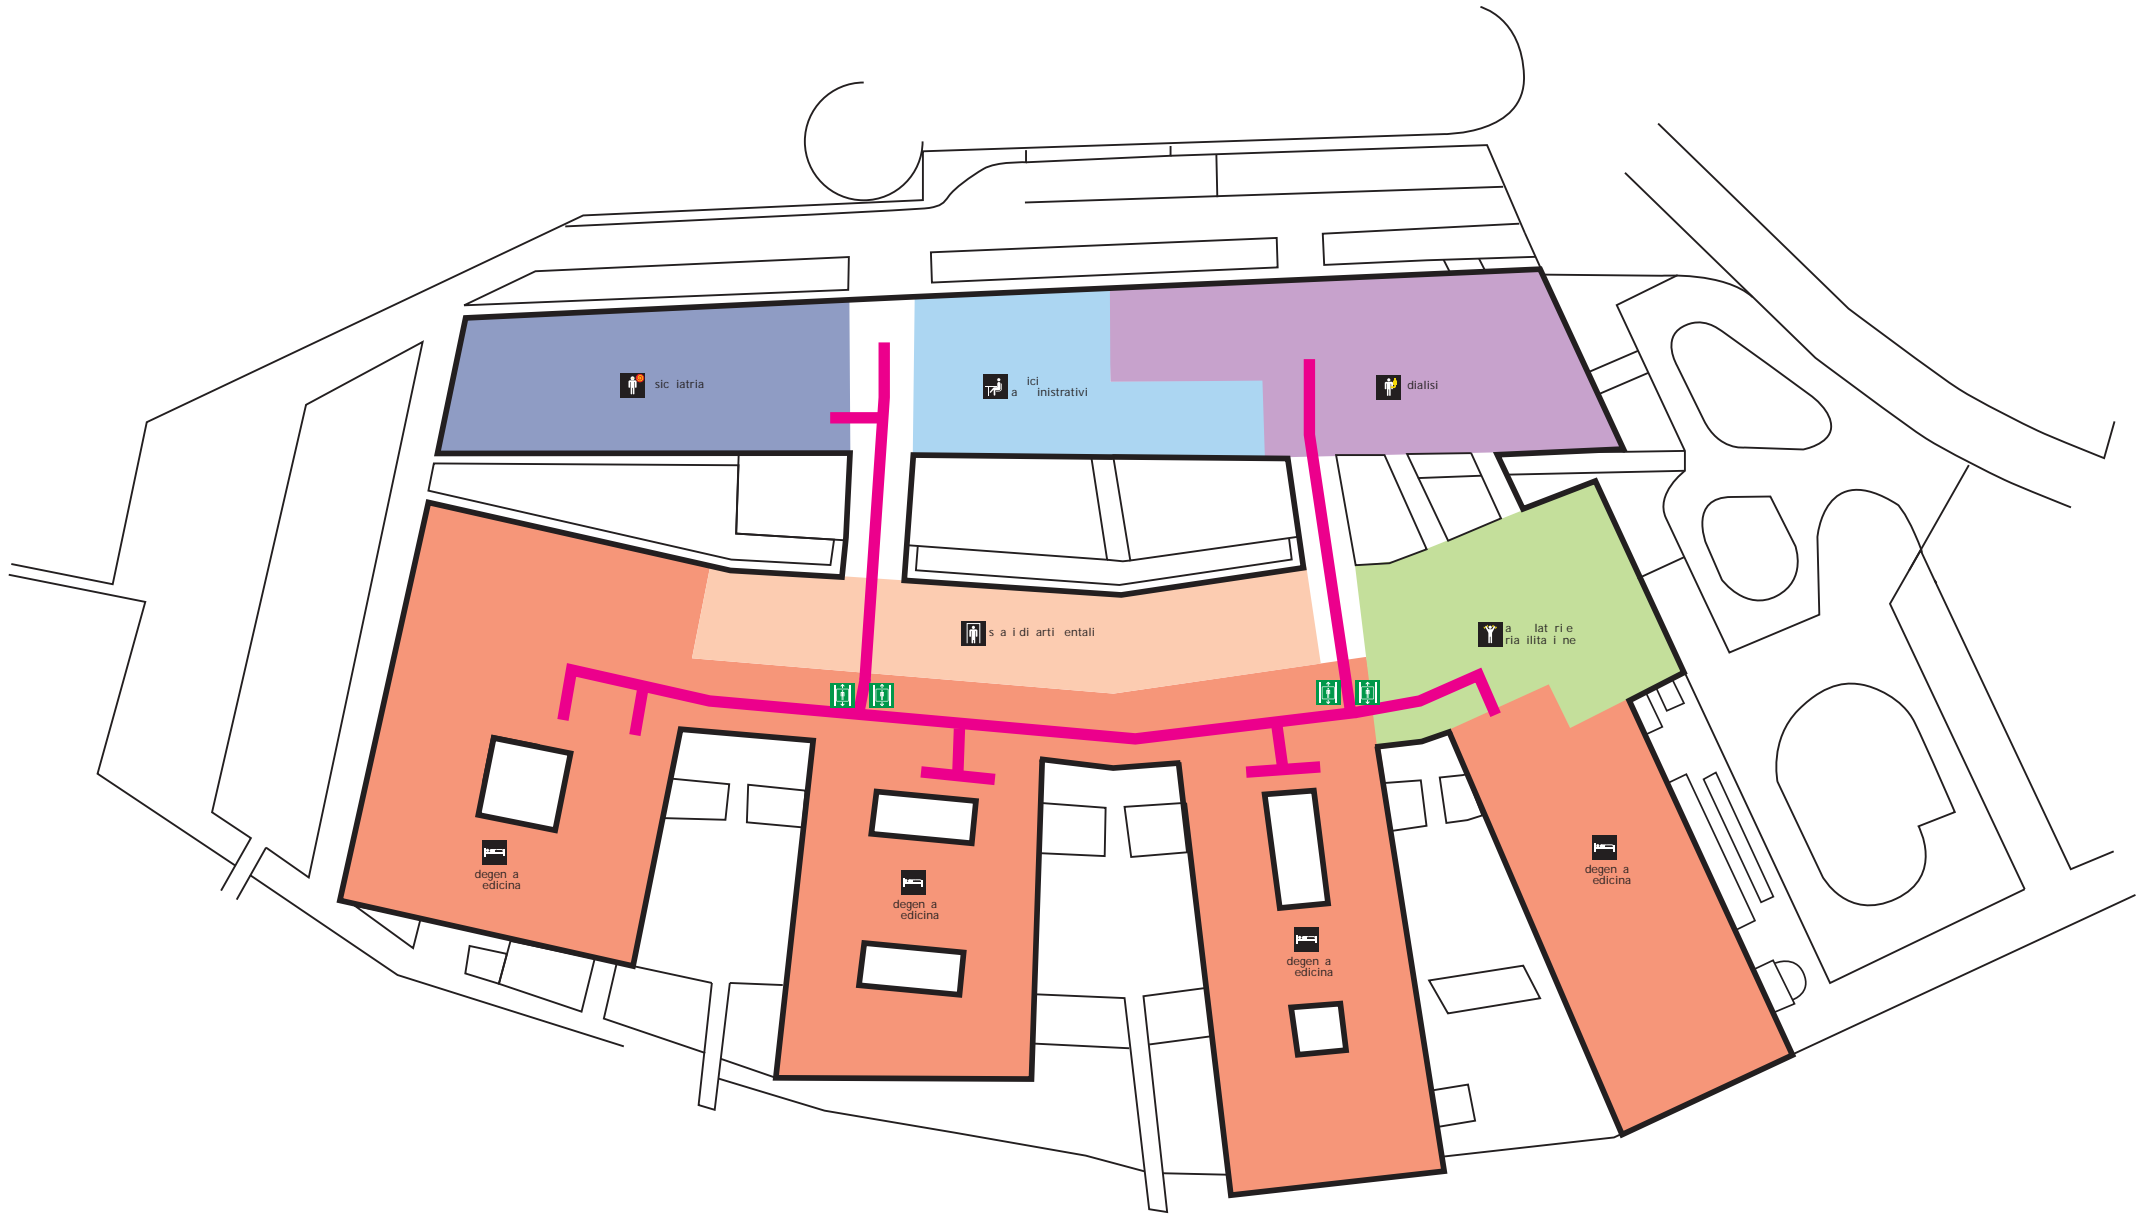 sic iatria
ici
a inistrativi
dialisi
s a i di arti entali
a lat ri e
ria ilita i ne
degen a
edicina
degen a
edicina
degen a
edicina
degen a
edicina